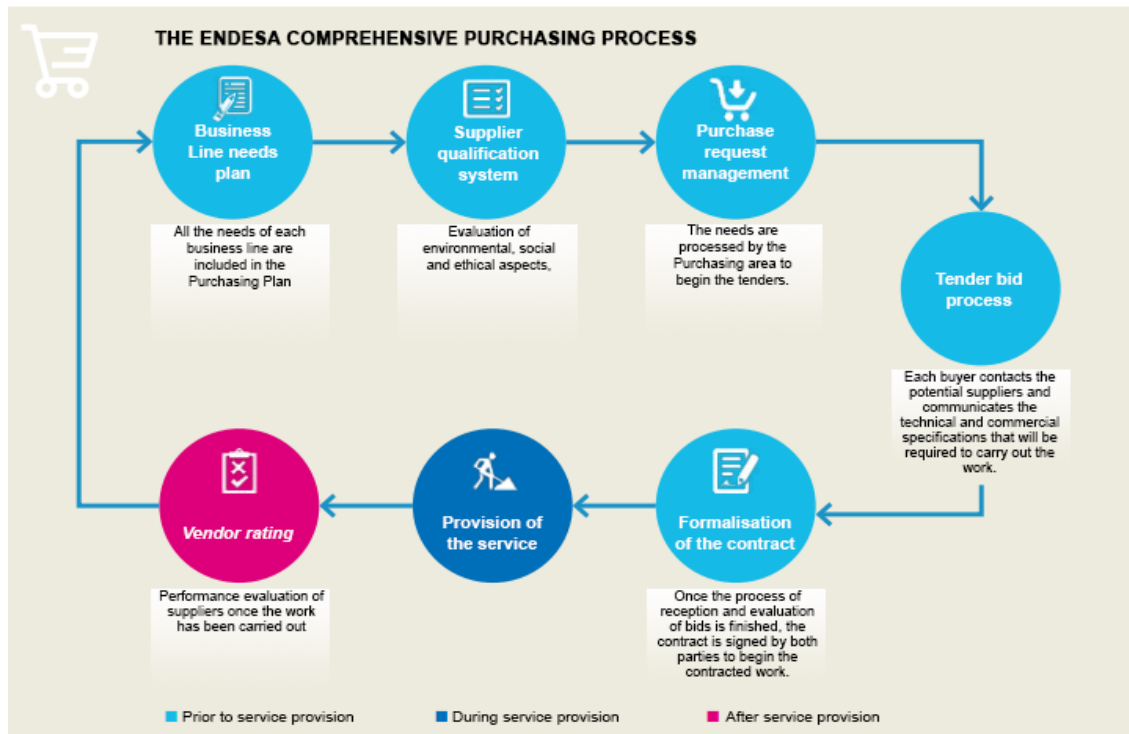 THE ENDESA COMPREHENSIVE PURCHASING PROCESS
Business
Line needs
plan
All the needs of each
business line are
included in the
Purchasing Plan
Supplier
qualification
system
Evaluation of
environmental, social
and ethical aspects,
Purchase
request
management
The needs are
processed by the
Purchasing area to
begin the tenders.
Tender bid
process
Each buyer contacts the
potential suppliers and
communicates the
technical and commercial
specifications that will be
required to carry out the
work.
Formalisation
of the contract
Once the process of
reception and evaluation
of bids is finished, the
contract is signed by both
parties to begin the
contracted work.
Provision of
the service
Vendor rating
Performance evaluation of
suppliers once the work
has been carried out
Prior to service provision
During service provision
After service provision